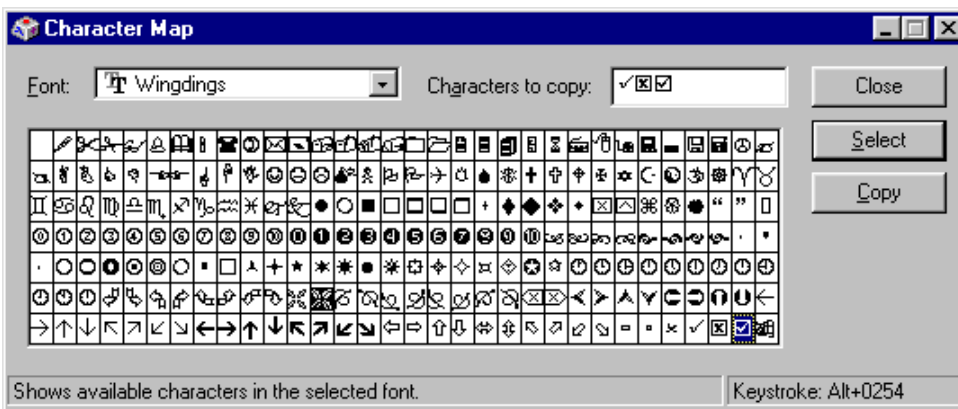 Character Map
Font: Wingdings Characters to copy: ✓🗷🗹 Close
Select
Copy
Shows available characters in the selected font. Keystroke: Alt+0254